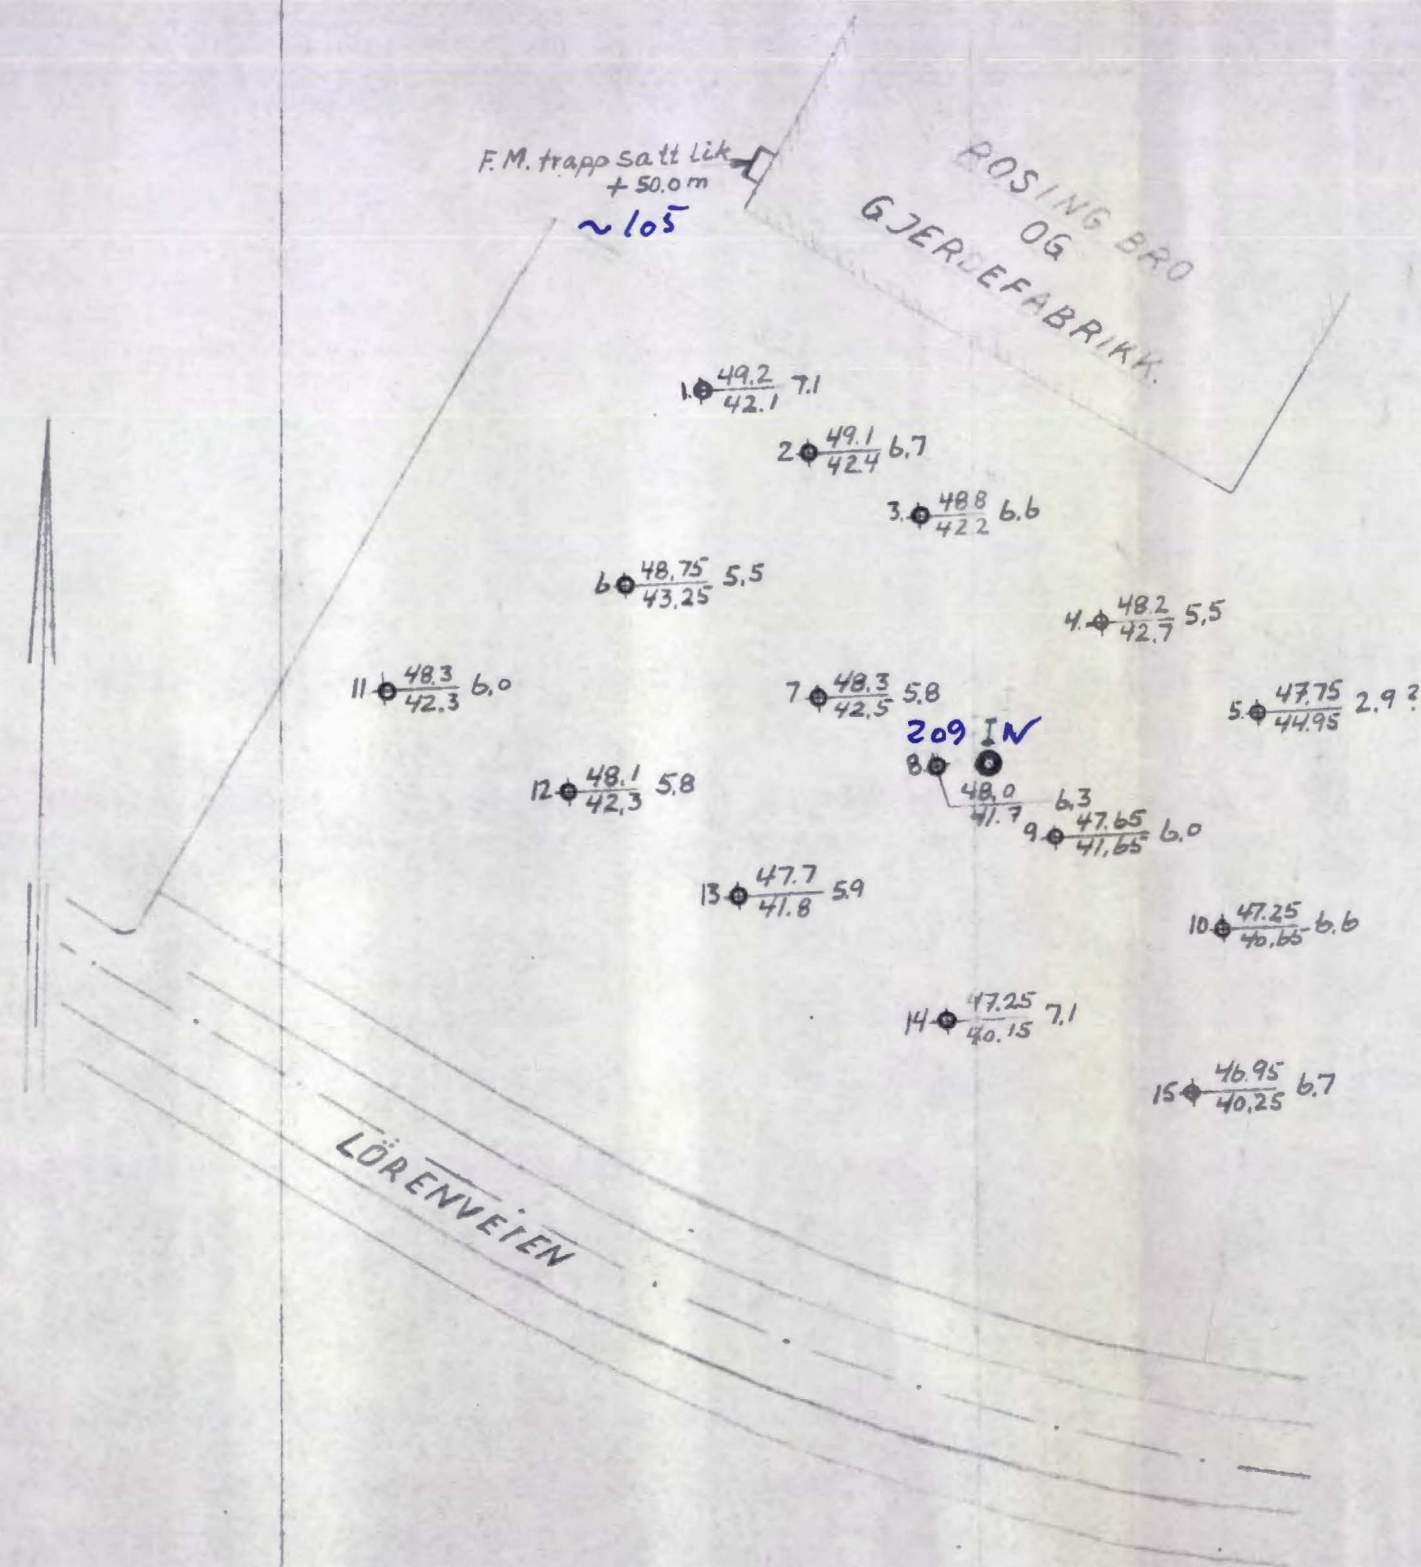 F.M. trapp satt lik
+ 50.0 m
~105
ROSING BRO
OG
GJERDEFABRIKK.
1. 49.2 7.1
42.1
2 49.1 6.7
42.4
3. 48.8 6.6
42.2
6 48.75 5.5
43.25
4. 48.2 5.5
42.7
11 48.3 6.0
42.3
7 48.3 5.8
42.5
5. 47.75 2.9 ?
44.95
209 I N
8.
48.0 6.3
41.7
12 48.1 5.8
42.3
9 47.65 6.0
41.65
13 47.7 5.9
41.8
10 47.25 6.6
40.65
14 47.25 7.1
40.15
15 46.95 6.7
40.25
LÖRENVEIEN